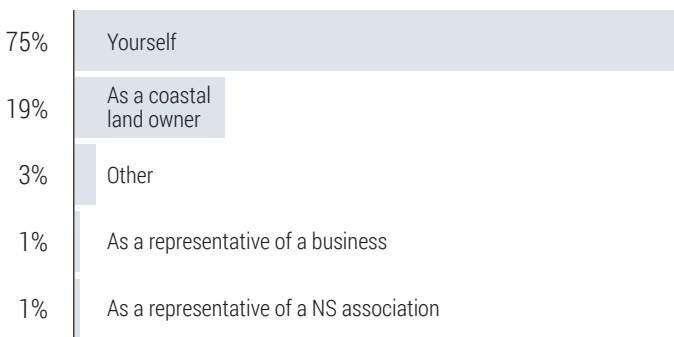 75% Yourself
19% As a coastal
land owner
3% Other
1% As a representative of a business
1% As a representative of a NS association